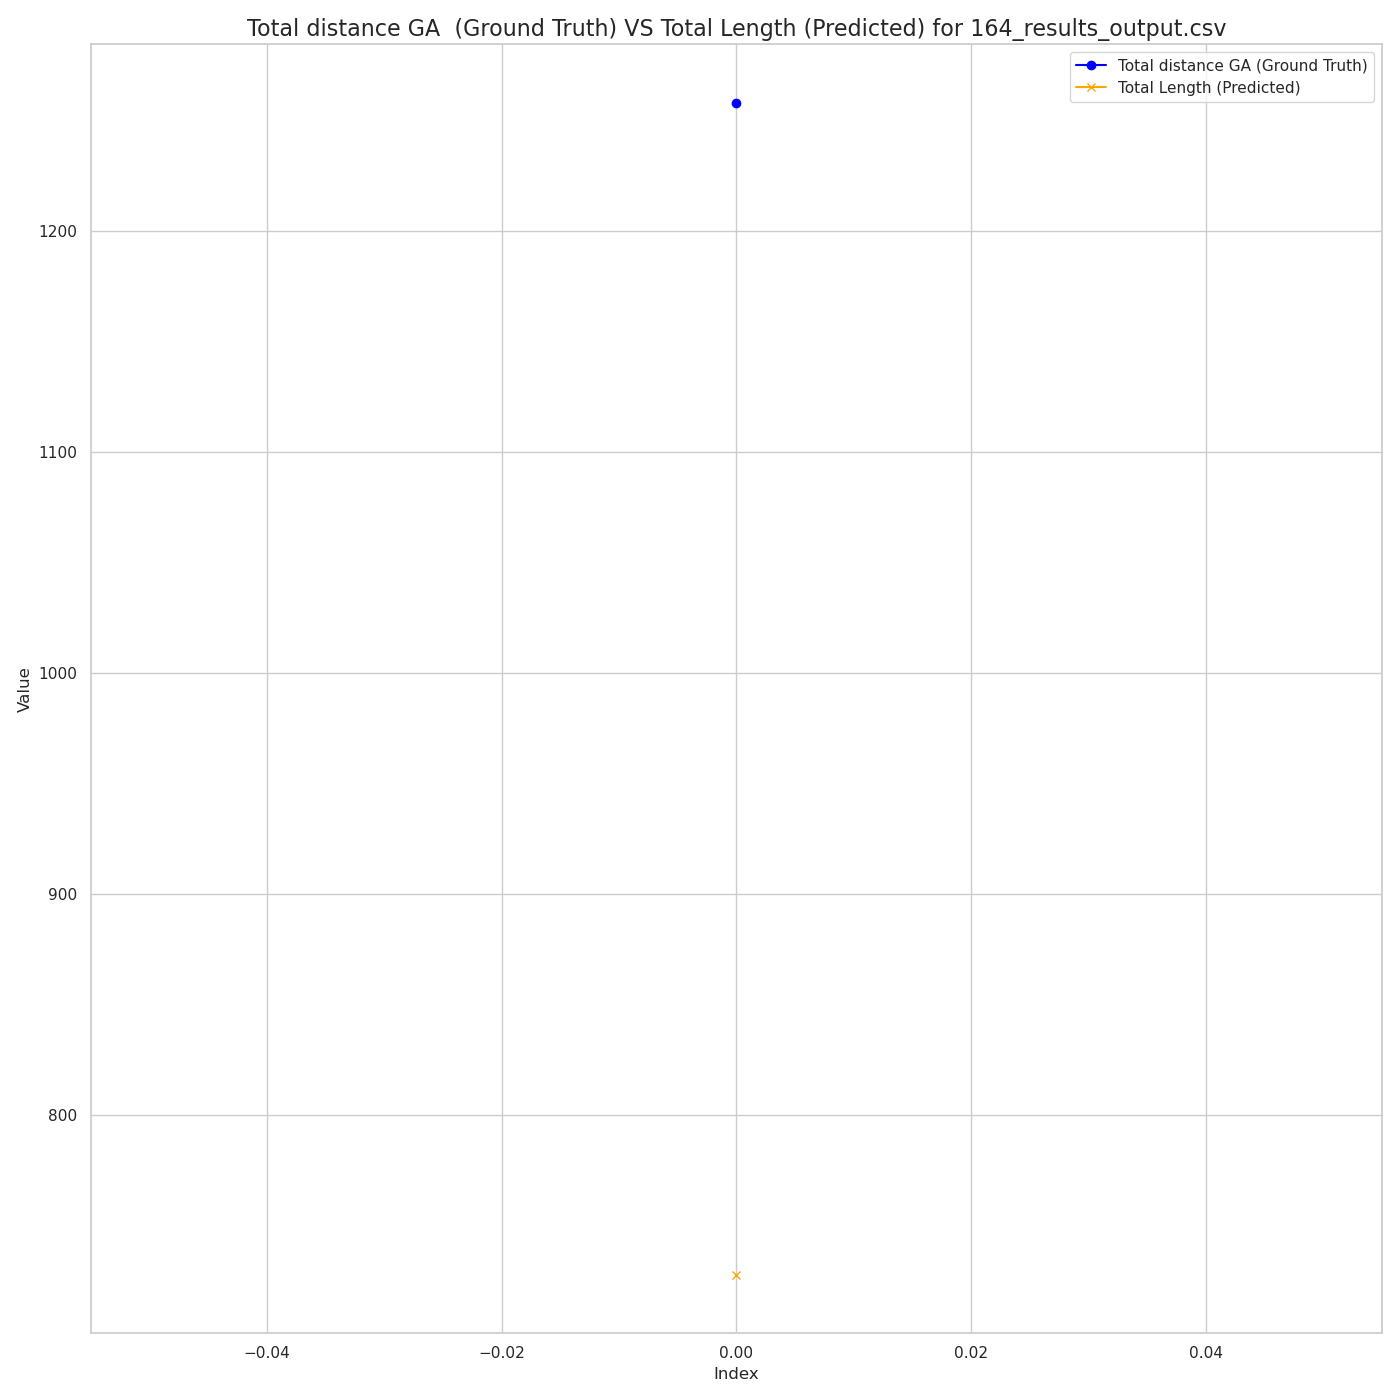 Total distance GA  (Ground Truth) VS Total Length (Predicted) for 164_results_output.csv
Total distance GA (Ground Truth)
Total Length (Predicted)
1200
1100
1000
900
800
Value
−0.04
−0.02
0.00
0.02
0.04
Index